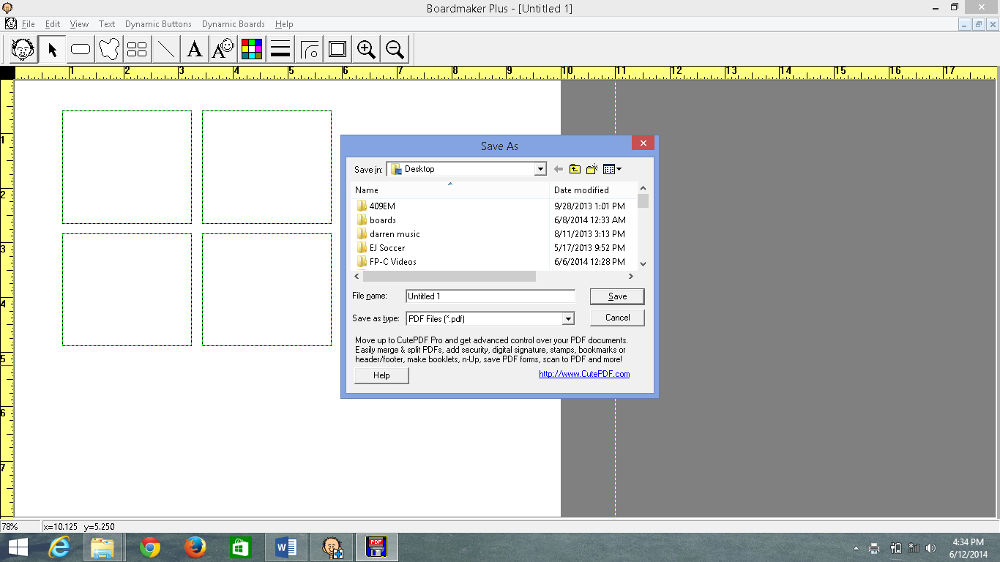 Boardmaker Plus - [Untitled 1]
File Edit View Text Dynamic Buttons Dynamic Boards Help
A A
1 2 3 4 5 6 7 8 9 10 11 12 13 14 15 16 17
1
2
3
4
5
6
7
Save As
Save in: Desktop
Name Date modified
409EM 9/28/2013 1:01 PM
boards 6/8/2014 12:33 AM
darren music 8/11/2013 3:13 PM
EJ Soccer 5/17/2013 9:52 PM
FP-C Videos 6/6/2014 12:28 PM
File name: Untitled 1 Save
Save as type: PDF Files (*.pdf) Cancel
Move up to CutePDF Pro and get advanced control over your PDF documents.
Easily merge & split PDFs, add security, digital signature, stamps, bookmarks or
header/footer, make booklets, n-Up, save PDF forms, scan to PDF and more!
Help http://www.CutePDF.com
78% x=10.125 y=5.250
W PDF 4:34 PM
6/12/2014